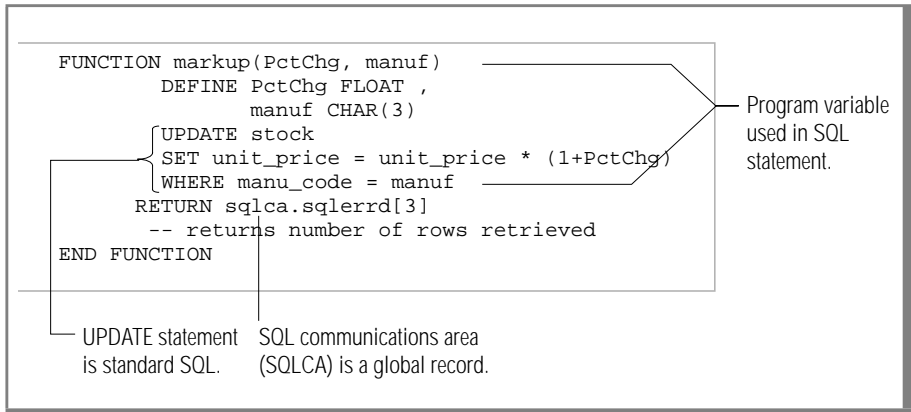 FUNCTION markup(PctChg, manuf)
DEFINE PctChg FLOAT ,
manuf CHAR(3)
UPDATE stock
SET unit_price = unit_price * (1+PctChg)
WHERE manu_code = manuf
RETURN sqlca.sqlerrd[3]
-- returns number of rows retrieved
END FUNCTION
Program variable
used in SQL
statement.
UPDATE statement
is standard SQL.
SQL communications area
(SQLCA) is a global record.